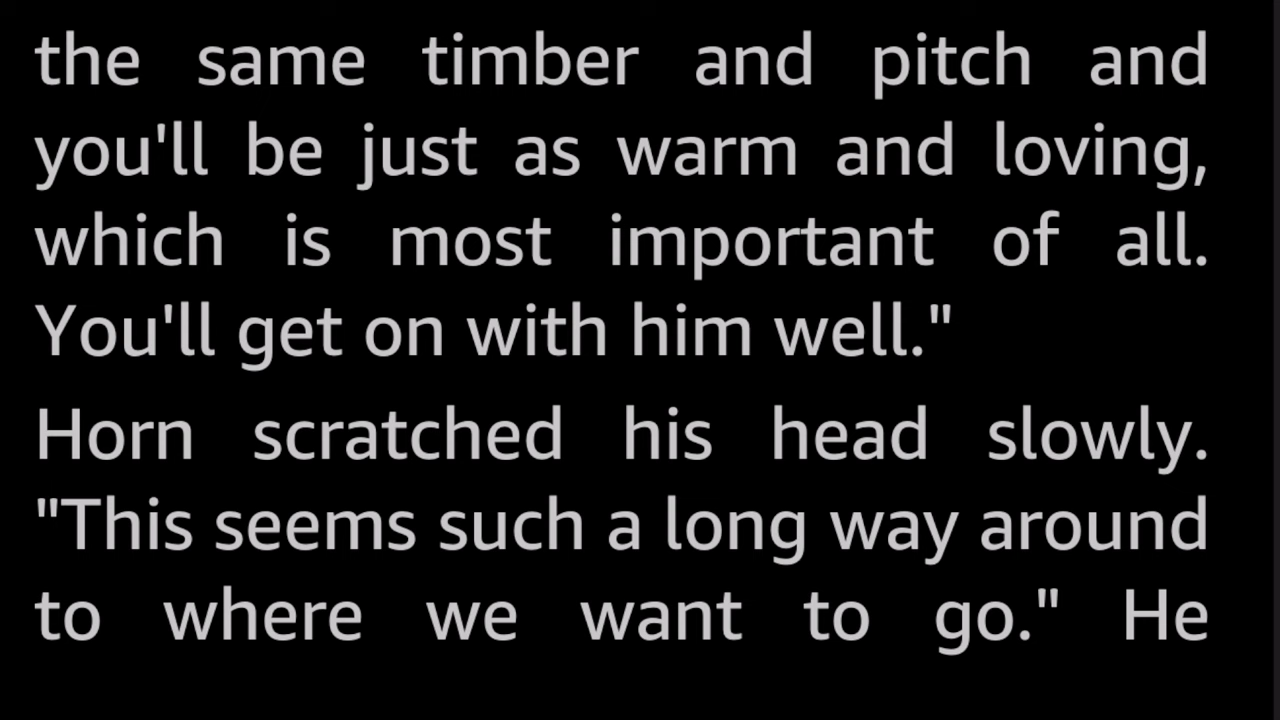 the same timber and pitch and
you'll be just as warm and loving,
which is most important of all.
You'll get on with him well."
Horn scratched his head slowly.
"This seems such a long way around
to where we want to go." He